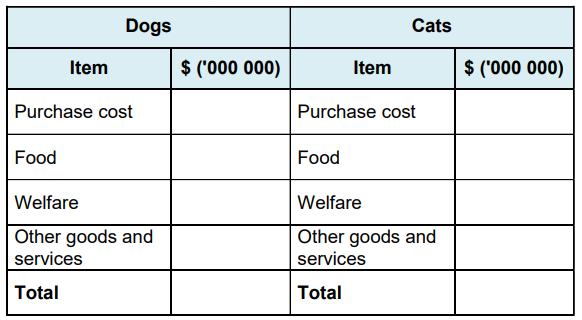 Dogs Cats
Item $ ('000 000) Item $ ('000 000)
Purchase cost Purchase cost
Food Food
Welfare Welfare
Other goods and Other goods and
services services
Total Total